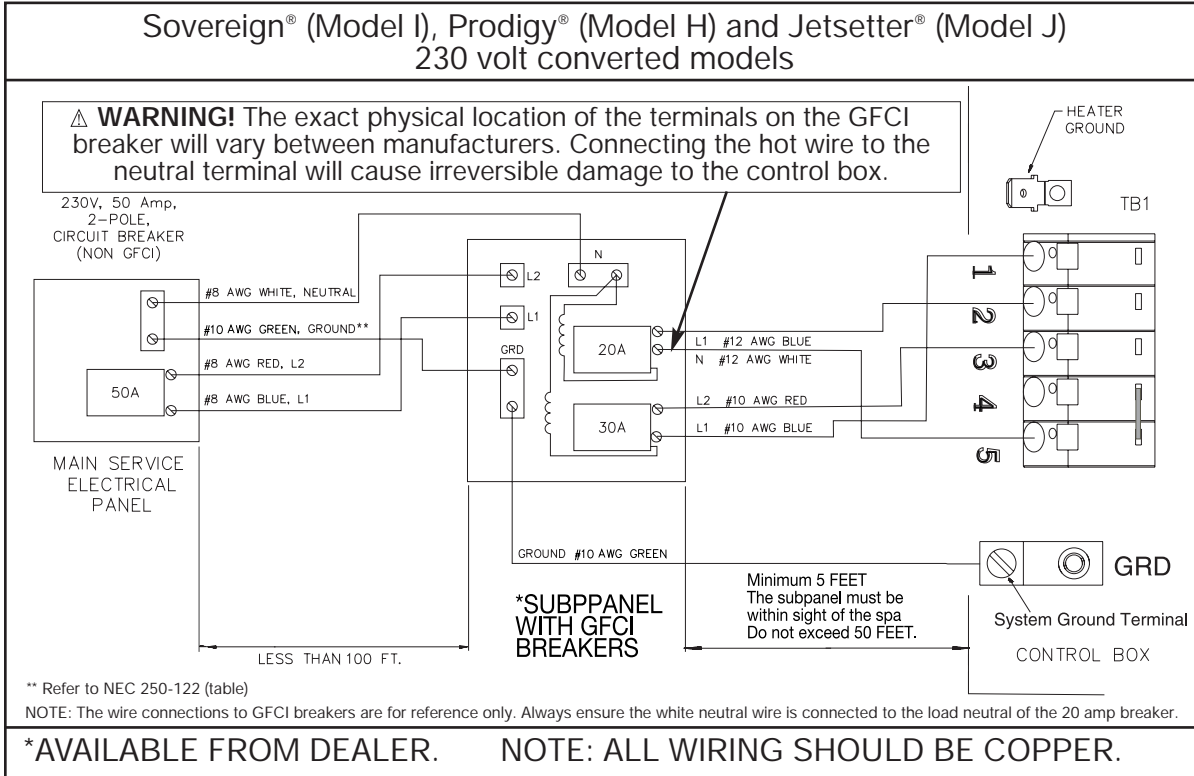 Sovereign® (Model I), Prodigy® (Model H) and Jetsetter® (Model J)
230 volt converted models
⚠ WARNING! The exact physical location of the terminals on the GFCI
breaker will vary between manufacturers. Connecting the hot wire to the
neutral terminal will cause irreversible damage to the control box.
HEATER
GROUND
TB1
230V, 50 Amp,
2-POLE,
CIRCUIT BREAKER
(NON GFCI)
#8 AWG WHITE, NEUTRAL
#10 AWG GREEN, GROUND**
#8 AWG RED, L2
#8 AWG BLUE, L1
50A
MAIN SERVICE
ELECTRICAL
PANEL
N
L2
L1
GRD
20A
30A
L1 #12 AWG BLUE
N #12 AWG WHITE
L2 #10 AWG RED
L1 #10 AWG BLUE
1
2
3
4
5
GROUND #10 AWG GREEN
*SUBPPANEL
WITH GFCI
BREAKERS
Minimum 5 FEET
The subpanel must be
within sight of the spa
Do not exceed 50 FEET.
GRD
System Ground Terminal
CONTROL BOX
LESS THAN 100 FT.
** Refer to NEC 250-122 (table)
NOTE: The wire connections to GFCI breakers are for reference only. Always ensure the white neutral wire is connected to the load neutral of the 20 amp breaker.
*AVAILABLE FROM DEALER. NOTE: ALL WIRING SHOULD BE COPPER.